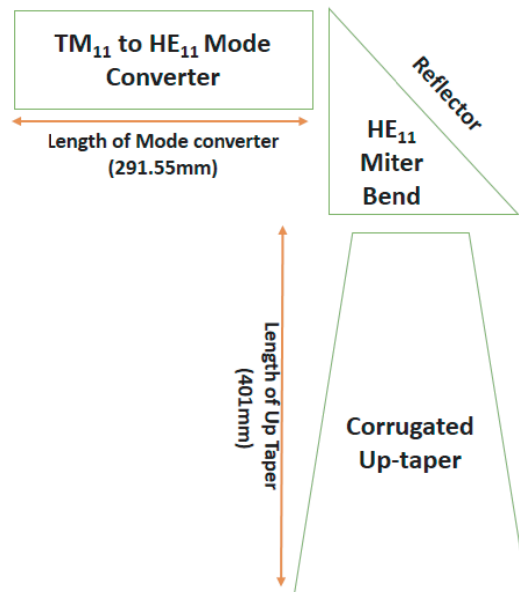 TM₁₁ to HE₁₁ Mode
Converter
Length of Mode converter
(291.55mm)
Reflector
HE₁₁
Miter
Bend
Length of Up Taper
(401mm)
Corrugated
Up-taper